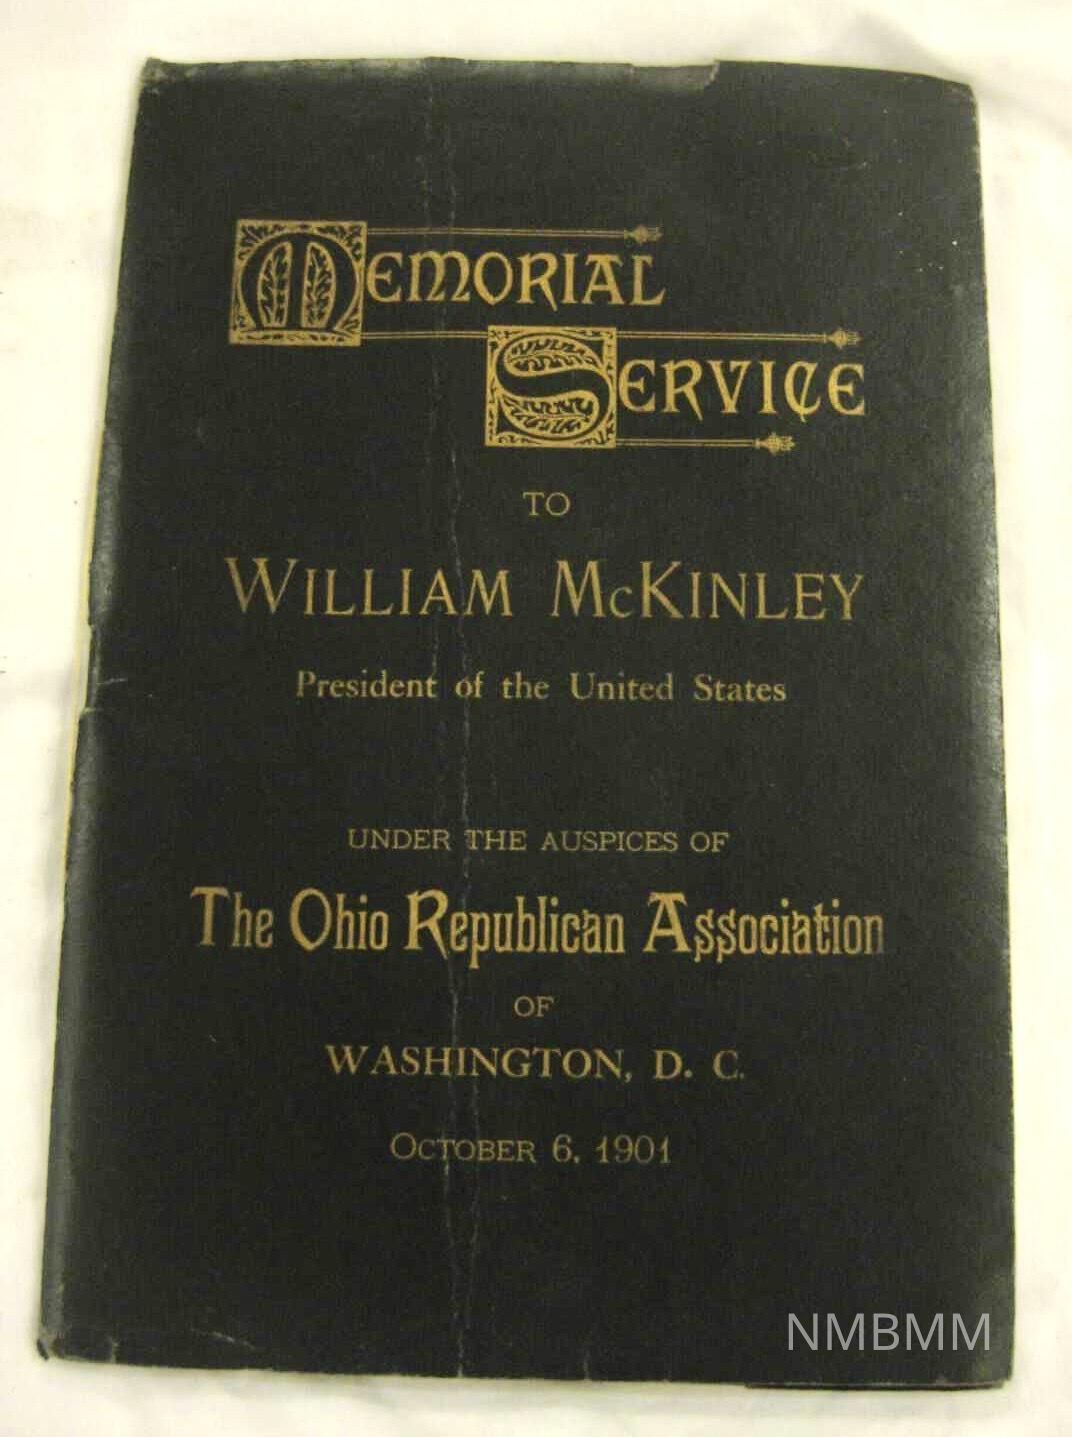 MEMORIAL
SERVICE
TO
WILLIAM McKINLEY
President of the United States
UNDER THE AUSPICES OF
The Ohio Republican Association
OF
WASHINGTON, D. C.
OCTOBER 6, 1901
NMBMM